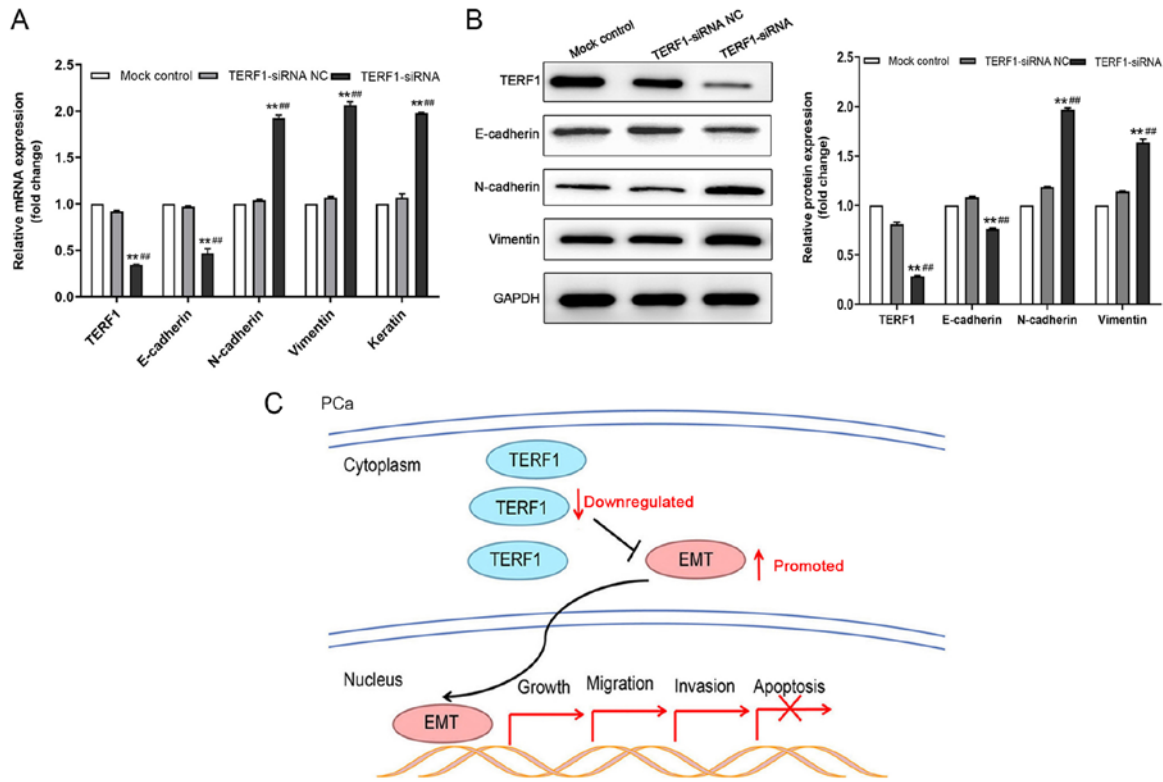 A
Mock control TERF1-siRNA NC TERF1-siRNA
Relative mRNA expression
(fold change)
2.5
2.0
1.5
1.0
0.5
0.0
**## **## **## **## **##
TERF1 E-cadherin N-cadherin Vimentin Keratin
B
Mock control TERF1-siRNA NC TERF1-siRNA
TERF1
E-cadherin
N-cadherin
Vimentin
GAPDH
Mock control TERF1-siRNA NC TERF1-siRNA
Relative protein expression
(fold change)
2.5
2.0
1.5
1.0
0.5
0.0
**## **## **## **##
TERF1 E-cadherin N-cadherin Vimentin
C
PCa
Cytoplasm
TERF1
TERF1 Downregulated
TERF1
EMT Promoted
Nucleus
Growth Migration Invasion Apoptosis
EMT